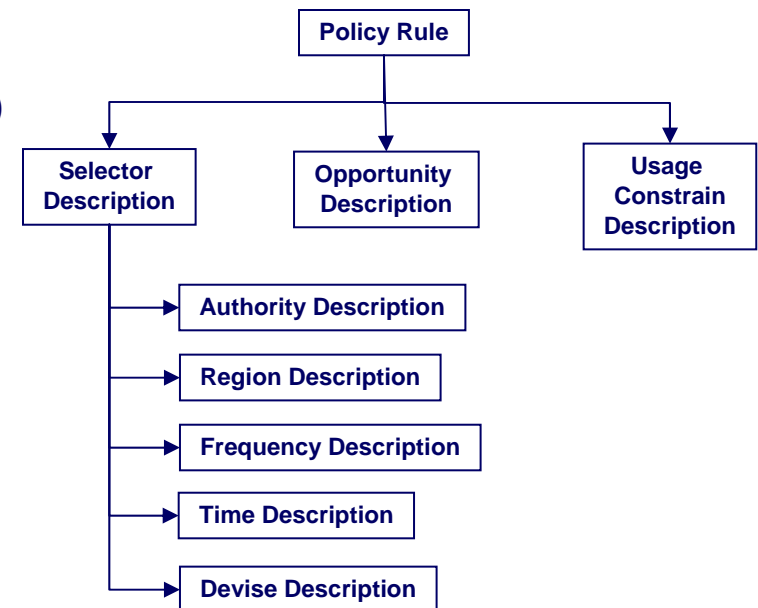 )
Policy Rule
Selector
Description
Opportunity
Description
Usage
Constrain
Description
Authority Description
Region Description
Frequency Description
Time Description
Devise Description